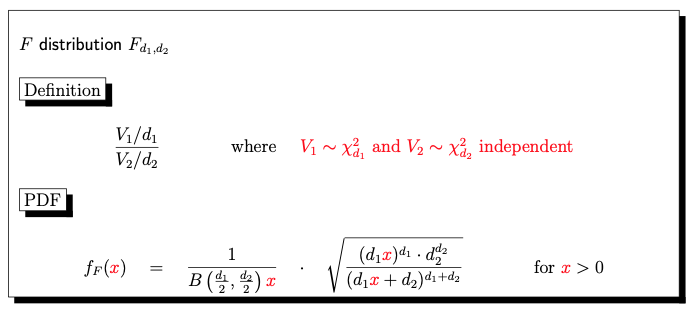 F distribution F_{d_1,d_2}
Definition
\frac{V_1/d_1}{V_2/d_2} where V_1 \sim \chi^2_{d_1} and V_2 \sim \chi^2_{d_2} independent
PDF
f_F(x) = \frac{1}{B\left(\frac{d_1}{2}, \frac{d_2}{2}\right) x} \cdot \sqrt{\frac{(d_1 x)^{d_1} \cdot d_2^{d_2}}{(d_1 x + d_2)^{d_1+d_2}}} for x > 0